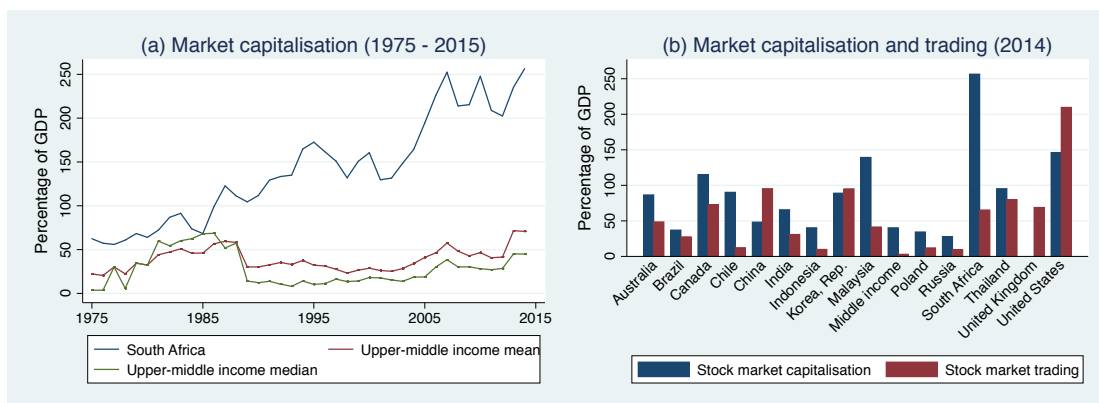 (a) Market capitalisation (1975 - 2015)
Percentage of GDP
250
200
150
100
50
0
1975
1985
1995
2005
2015
South Africa
Upper-middle income mean
Upper-middle income median
(b) Market capitalisation and trading (2014)
Percentage of GDP
250
200
150
100
50
0
Australia
Brazil
Canada
Chile
China
India
Indonesia
Korea, Rep.
Malaysia
Middle income
Poland
Russia
South Africa
Thailand
United Kingdom
United States
Stock market capitalisation
Stock market trading